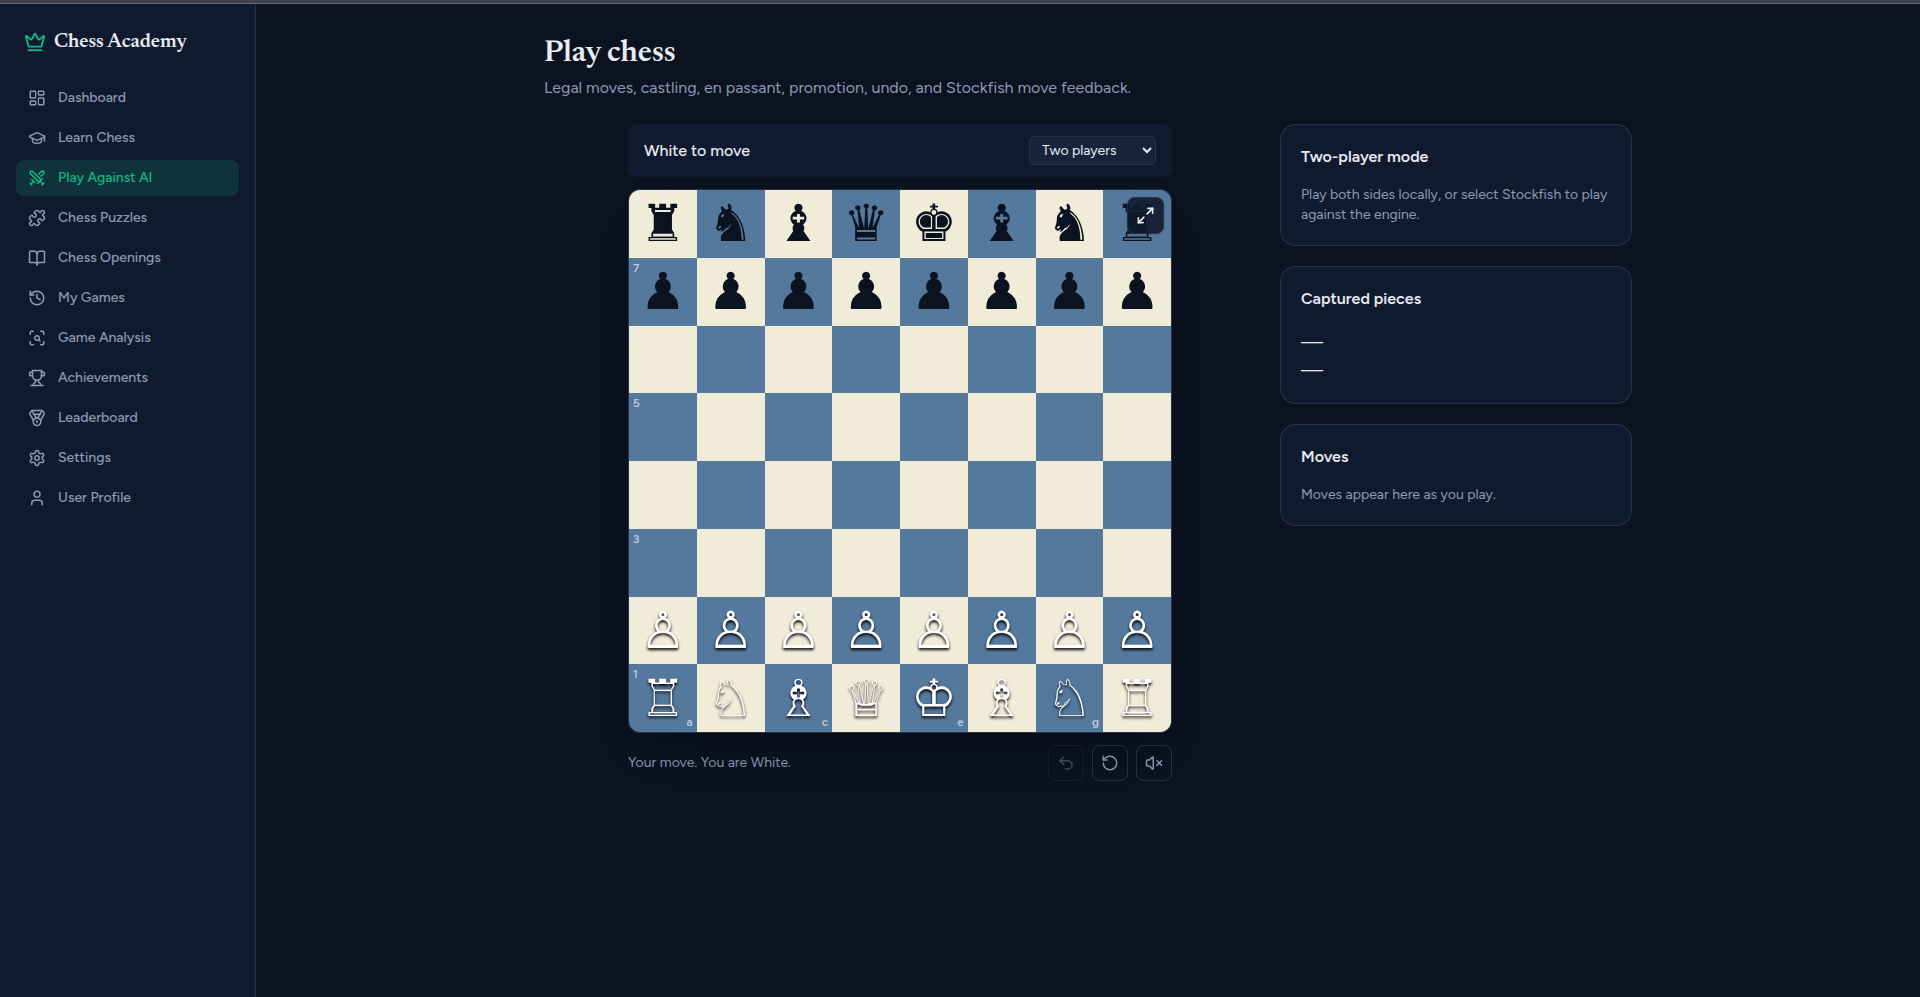 Chess Academy
Dashboard
Learn Chess
Play Against AI
Chess Puzzles
Chess Openings
My Games
Game Analysis
Achievements
Leaderboard
Settings
User Profile
Play chess
Legal moves, castling, en passant, promotion, undo, and Stockfish move feedback.
White to move
Two players
7
5
3
1
a
c
e
g
Your move. You are White.
Two-player mode
Play both sides locally, or select Stockfish to play
against the engine.
Captured pieces
—
—
Moves
Moves appear here as you play.